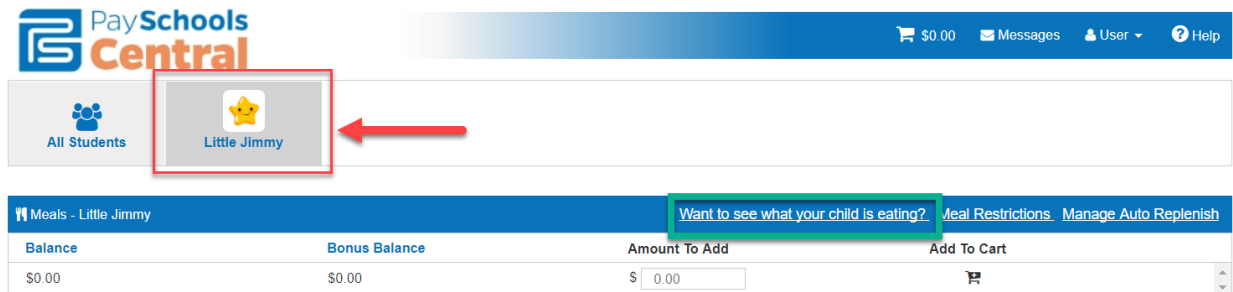 PaySchools
Central
$0.00 Messages User Help
All Students
Little Jimmy
Meals - Little Jimmy Want to see what your child is eating? Meal Restrictions Manage Auto Replenish
Balance Bonus Balance Amount To Add Add To Cart
$0.00 $0.00 $ 0.00